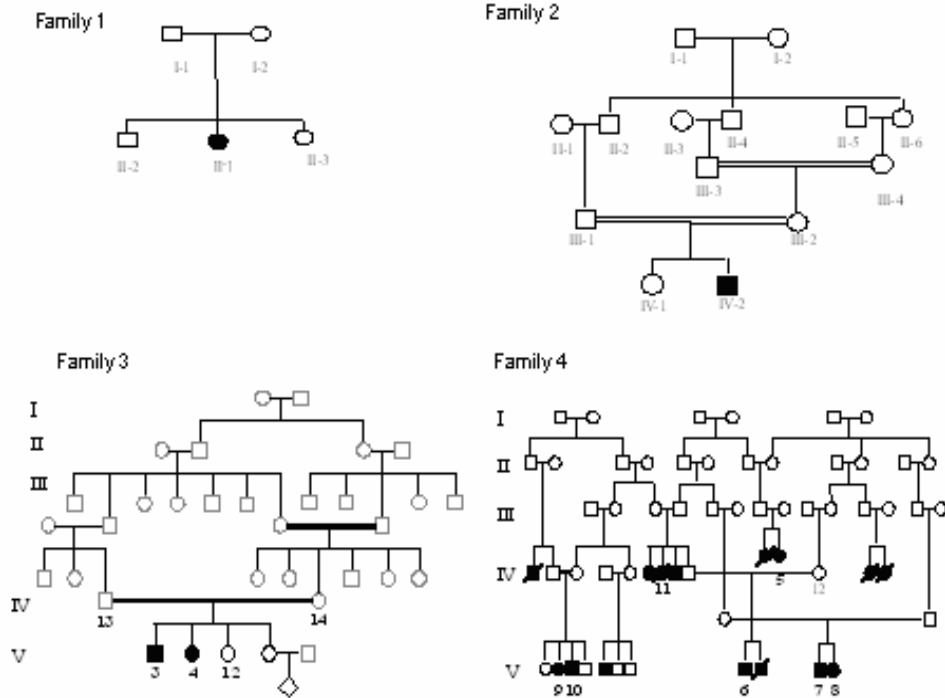 Family 1
I-1 I-2
II-2 II-1 II-3
Family 2
I-1 I-2
II-1 II-2 II-3 II-4 II-5 II-6
III-3 III-4
III-1 III-2
IV-1 IV-2
Family 3
I
II
III
IV
13 14
V
3 4 12
Family 4
I
II
III
IV
11 5 12
V
9 10 6 7 8